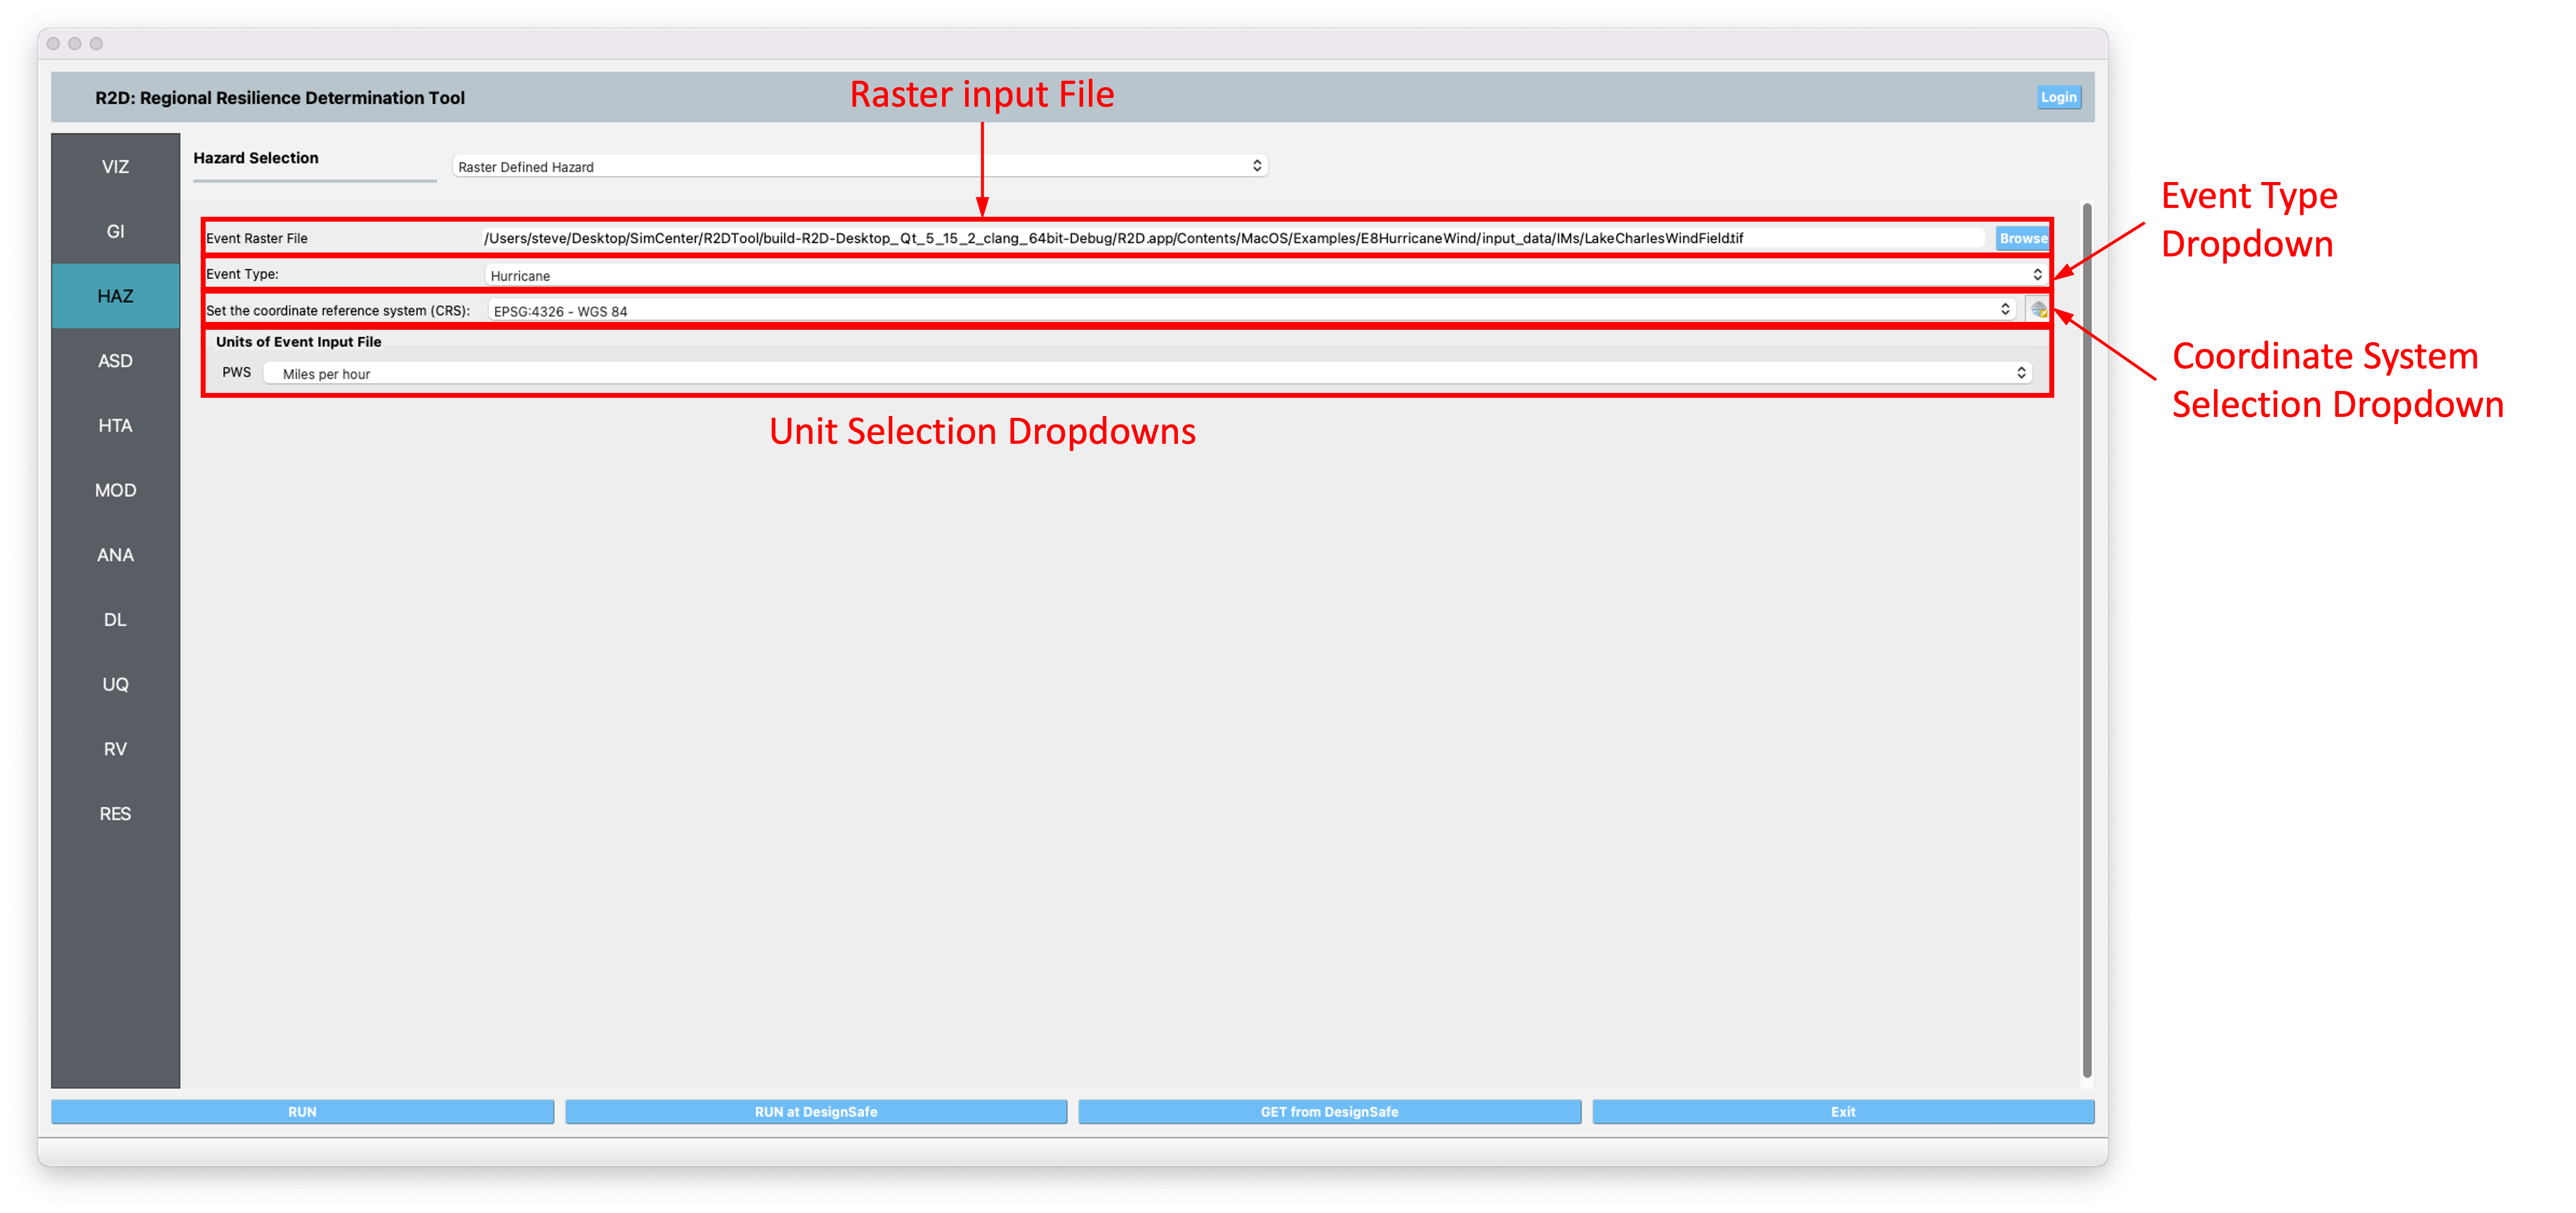 Raster input File
R2D: Regional Resilience Determination Tool
Login
Hazard Selection
Raster Defined Hazard
VIZ
GI
HAZ
ASD
HTA
MOD
ANA
DL
UQ
RV
RES
Event Raster File
/Users/steve/Desktop/SimCenter/R2DTool/build-R2D-Desktop_Qt_5_15_2_clang_64bit-Debug/R2D.app/Contents/MacOS/Examples/E8HurricaneWind/input_data/IMs/LakeCharlesWindField.tif
Browse
Event Type:
Hurricane
Set the coordinate reference system (CRS):
EPSG:4326 - WGS 84
Units of Event Input File
PWS
Miles per hour
Unit Selection Dropdowns
Event Type
Dropdown
Coordinate System
Selection Dropdown
RUN
RUN at DesignSafe
GET from DesignSafe
Exit